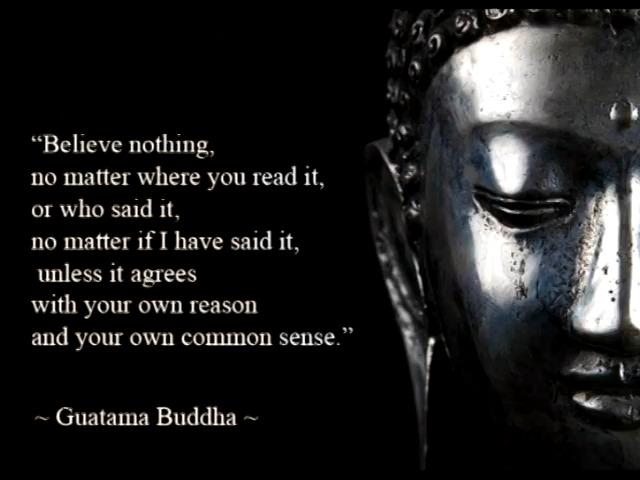 “Believe nothing,
no matter where you read it,
or who said it,
no matter if I have said it,
unless it agrees
with your own reason
and your own common sense.”
~ Guatama Buddha ~